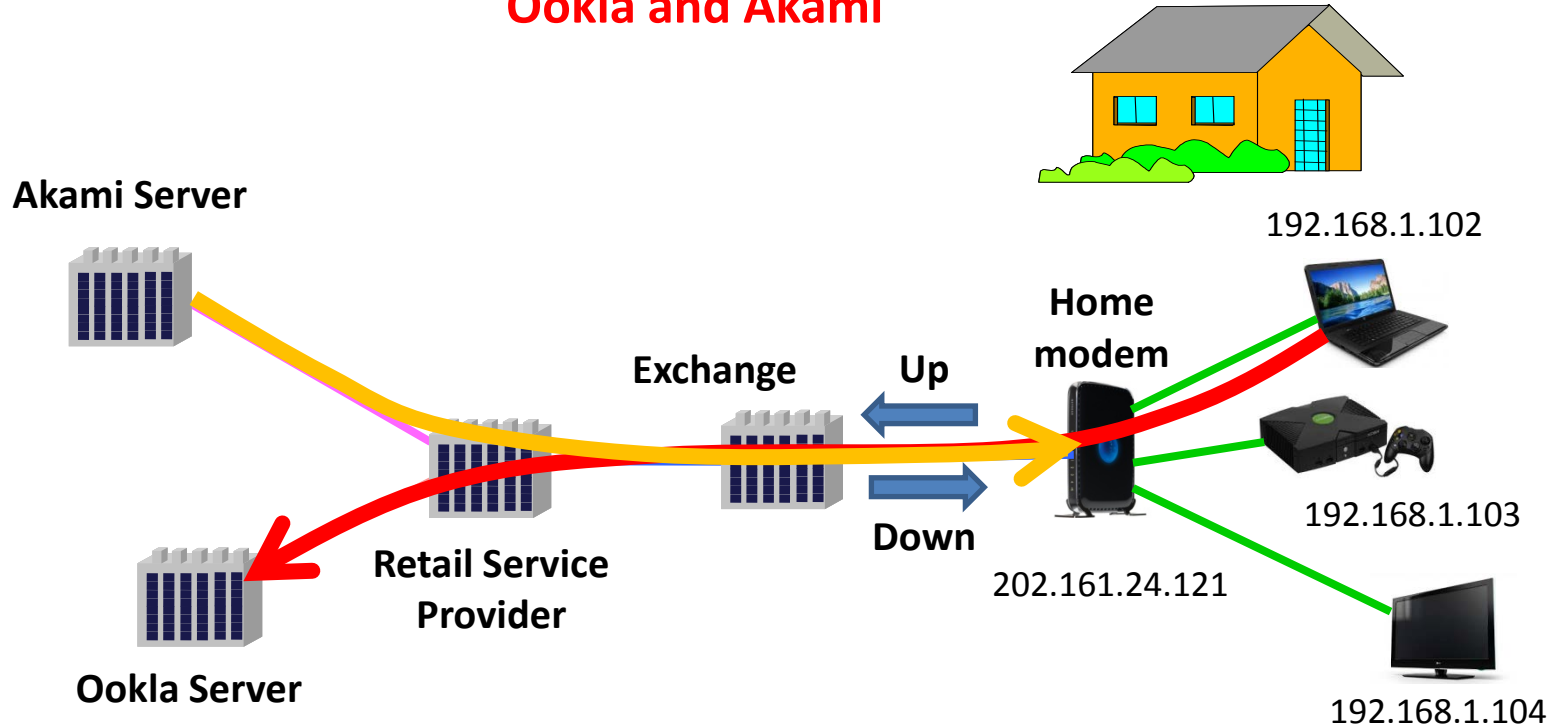 Ookla and Akami
192.168.1.102
Akami Server
Home
modem
Exchange
Up
192.168.1.103
Down
Retail Service
Provider
202.161.24.121
Ookla Server
192.168.1.104